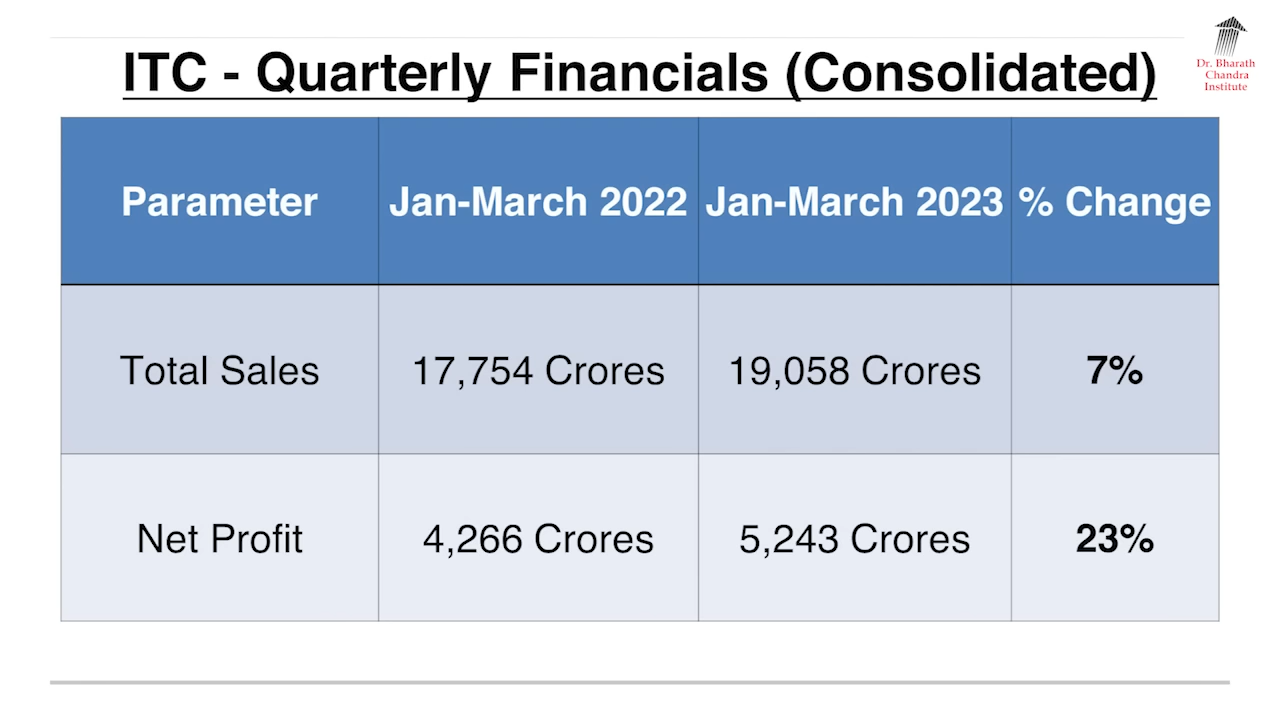 ITC - Quarterly Financials (Consolidated)
Dr. Bharath
Chandra
Institute
Parameter Jan-March 2022 Jan-March 2023 % Change
Total Sales 17,754 Crores 19,058 Crores 7%
Net Profit 4,266 Crores 5,243 Crores 23%